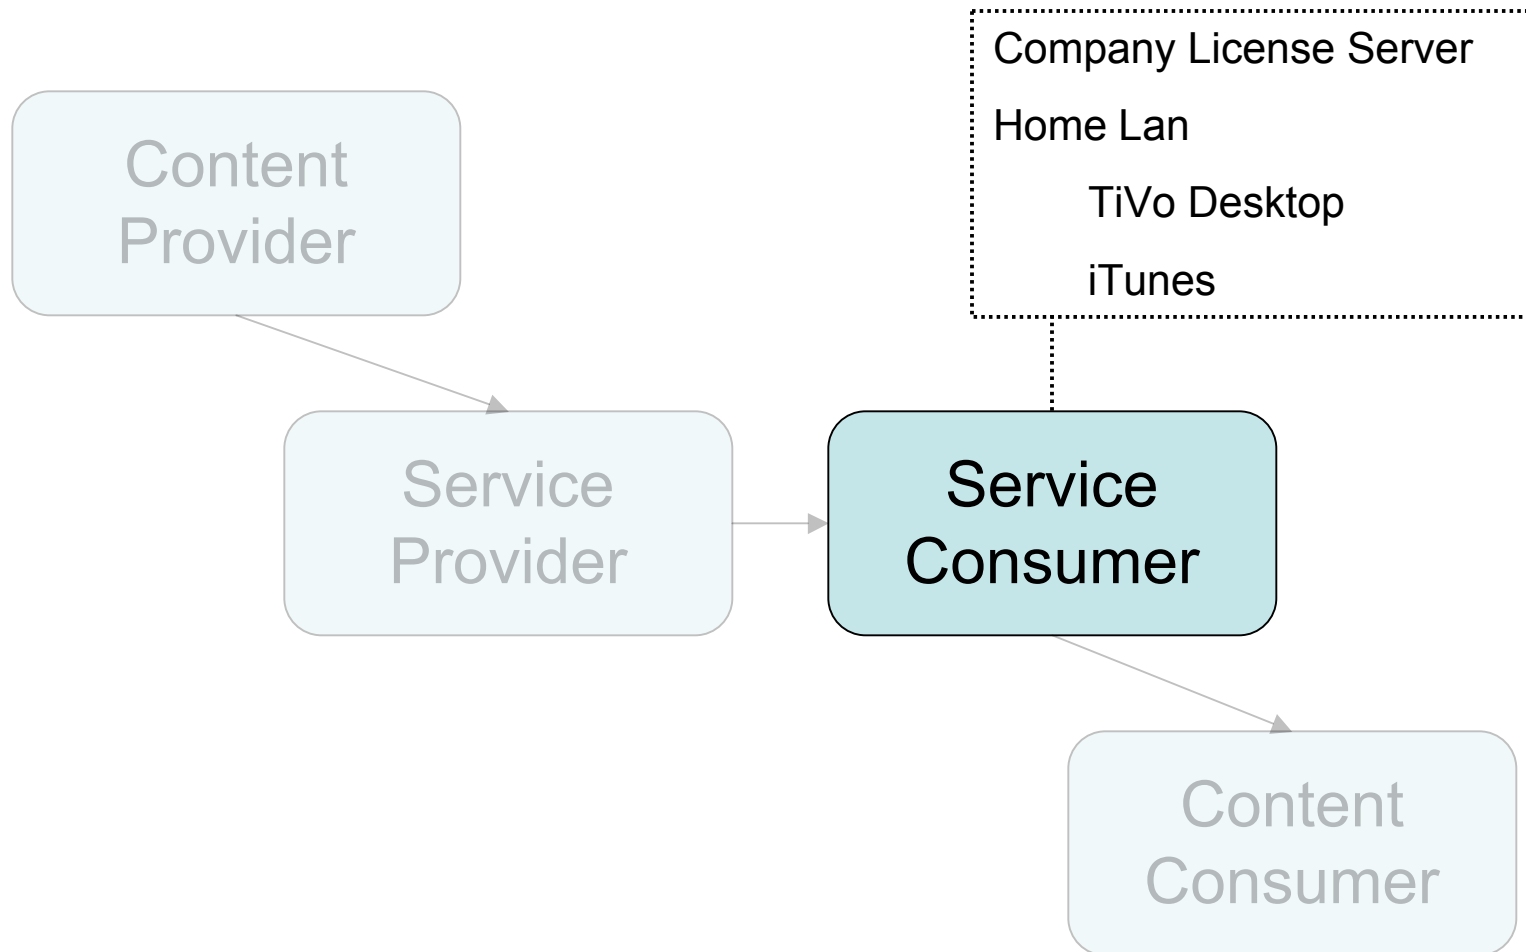 Company License Server
Home Lan
TiVo Desktop
iTunes
Content
Provider
Service
Provider
Service
Consumer
Content
Consumer